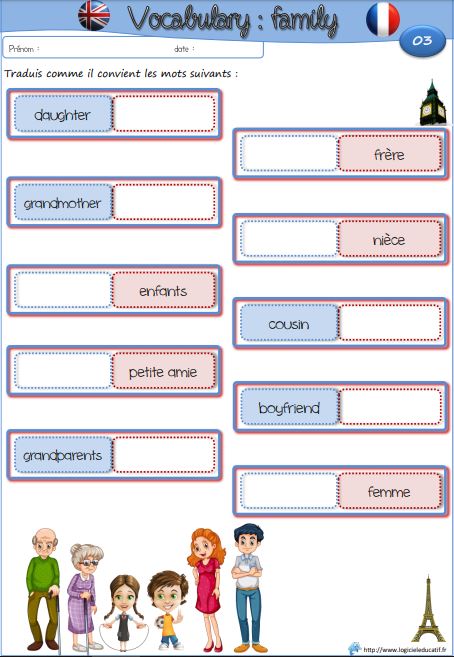 Vocabulary : family
03
Prénom : date :
Traduis comme il convient les mots suivants :
daughter
frère
grandmother
nièce
enfants
cousin
petite amie
boyfriend
grandparents
femme
http://www.logicieleducatif.fr